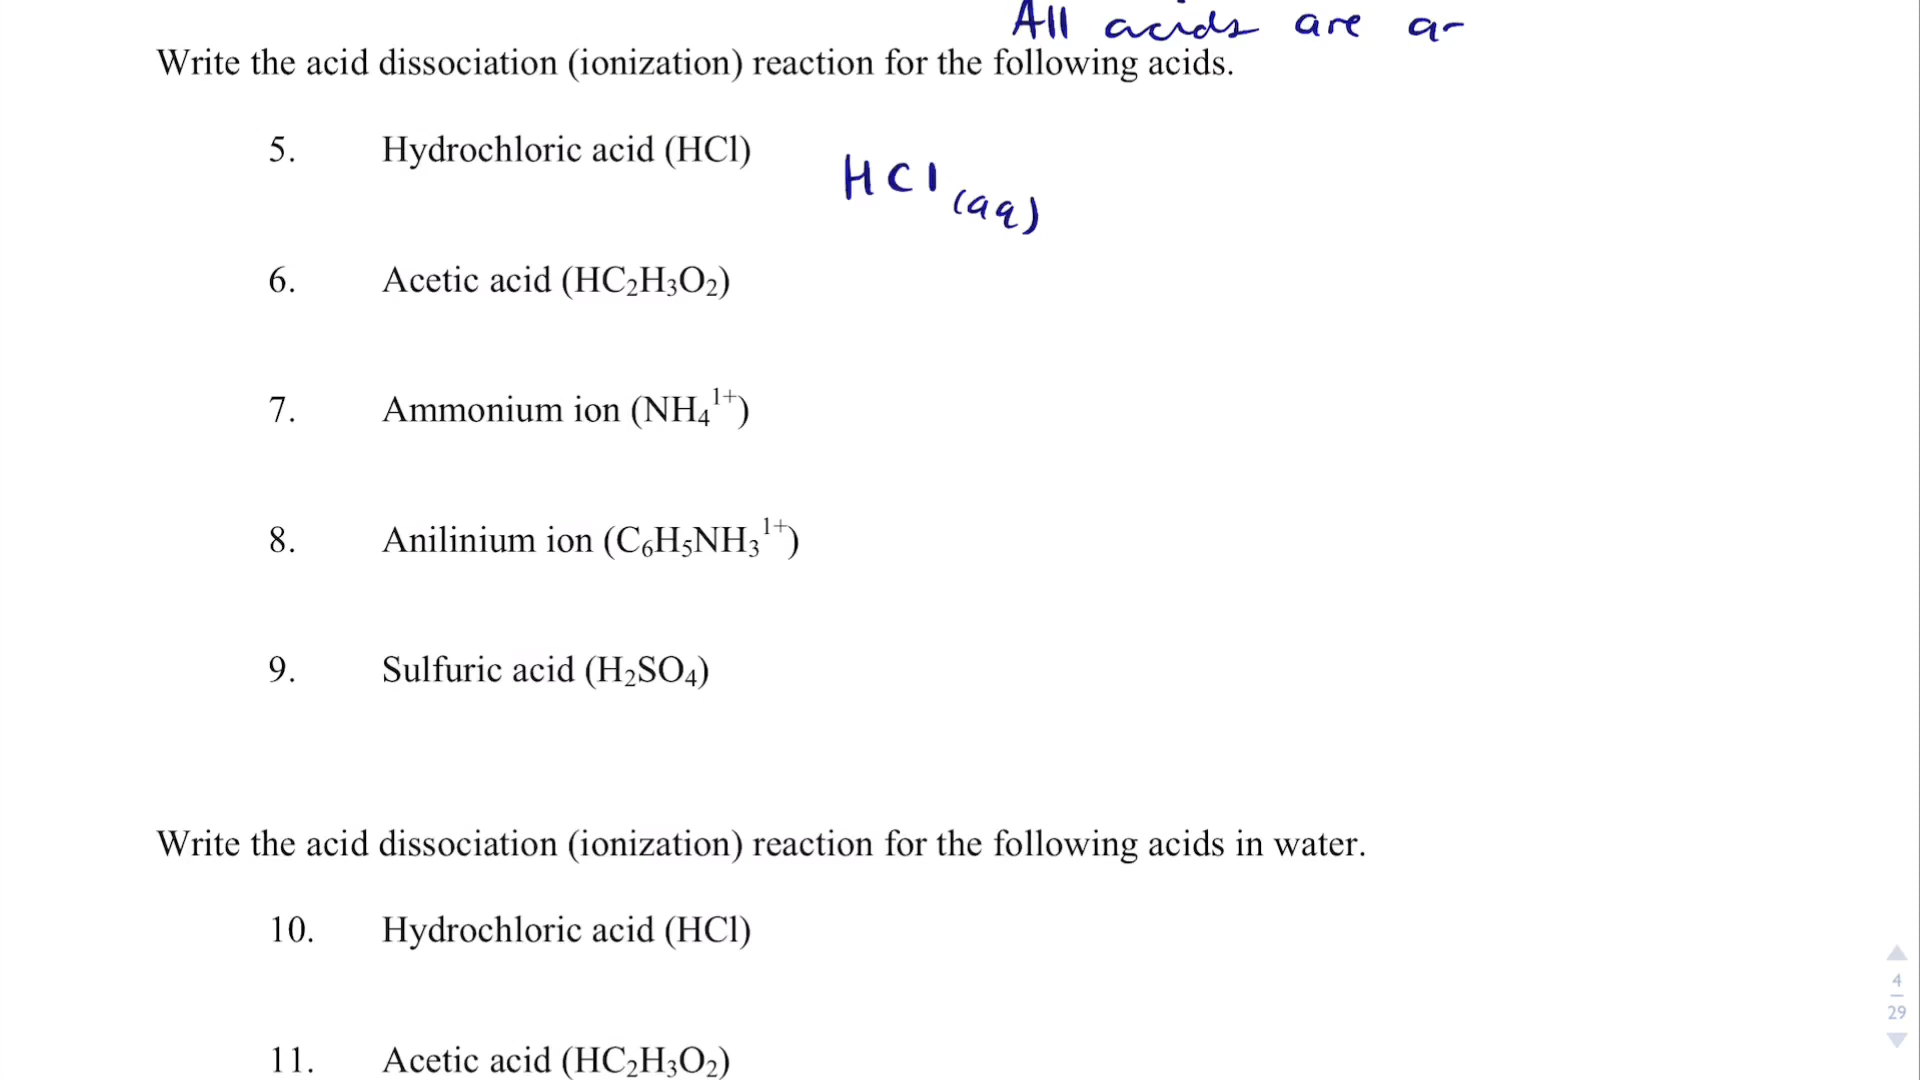 All acids are
Write the acid dissociation (ionization) reaction for the following acids.
5. Hydrochloric acid (HCl)
HCl (aq)
6. Acetic acid (HC₂H₃O₂)
7. Ammonium ion (NH₄¹⁺)
8. Anilinium ion (C₆H₅NH₃¹⁺)
9. Sulfuric acid (H₂SO₄)
Write the acid dissociation (ionization) reaction for the following acids in water.
10. Hydrochloric acid (HCl)
11. Acetic acid (HC₂H₃O₂)
4
29